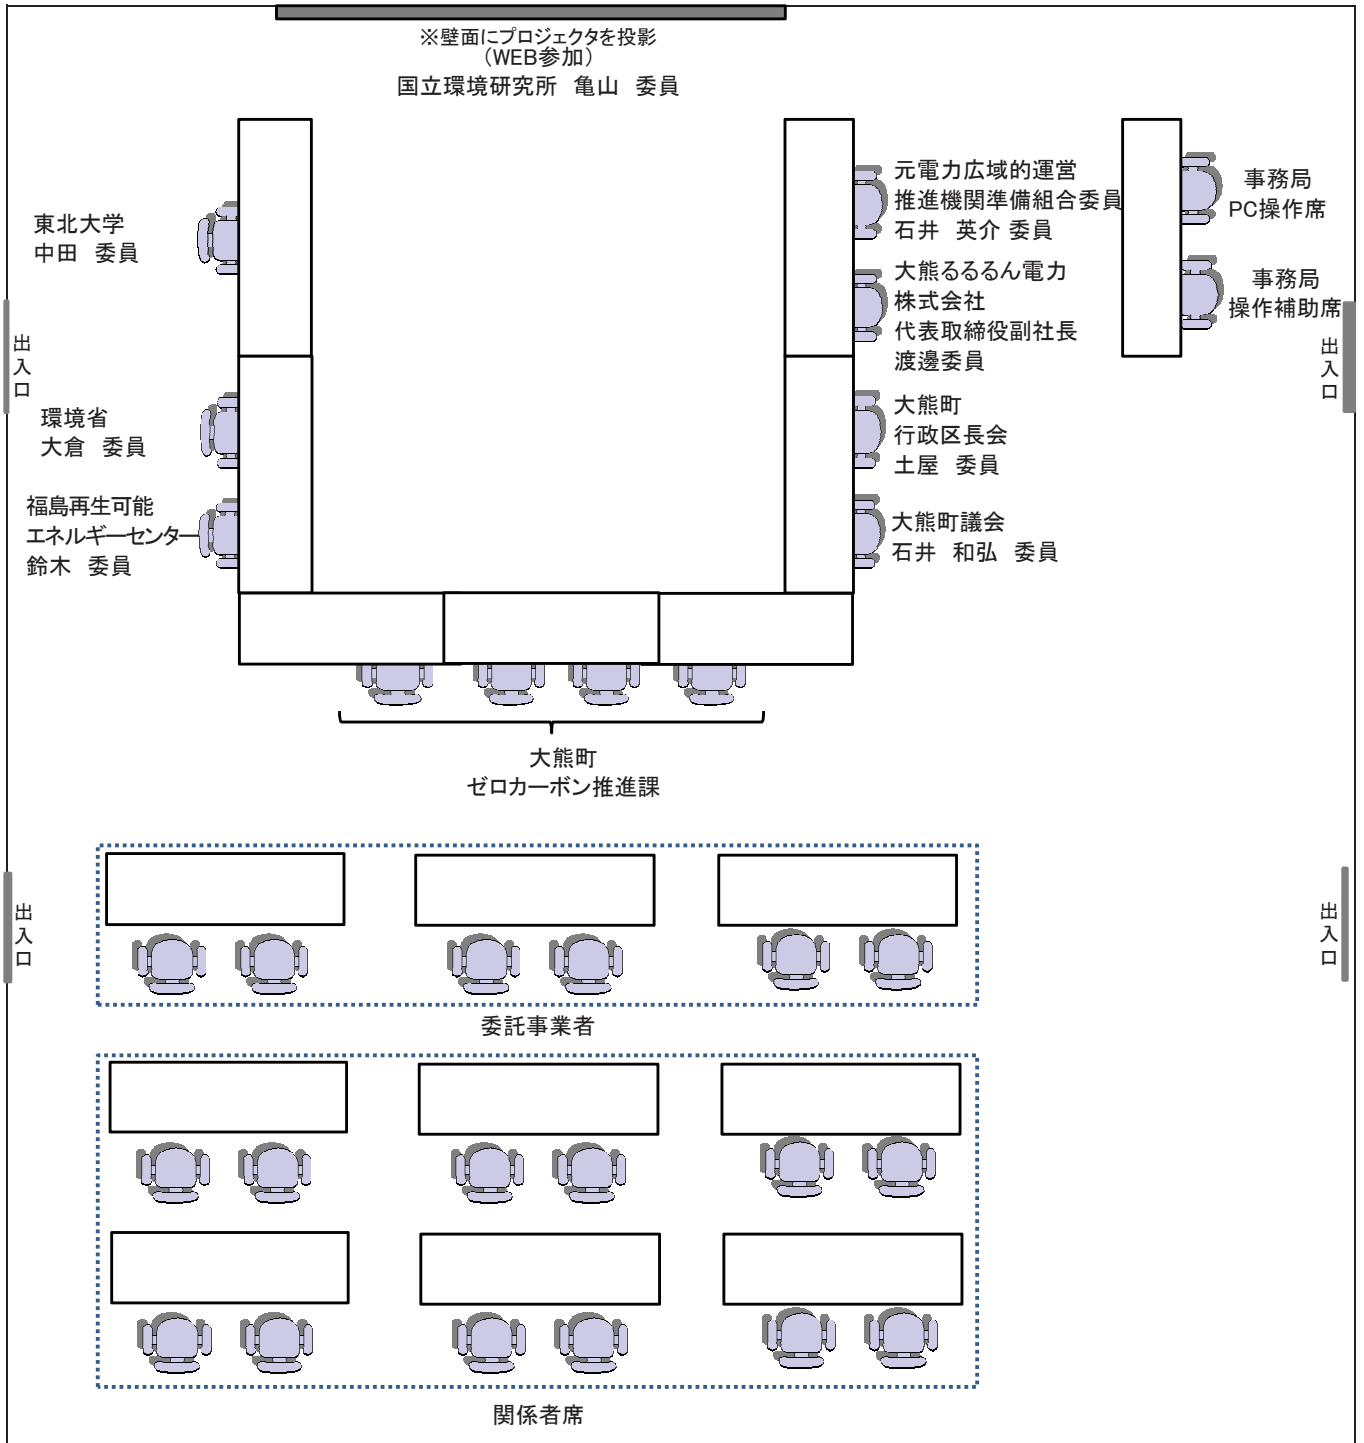 ※壁面にプロジェクタを投影
（WEB参加）
国立環境研究所 亀山 委員
東北大学
中田 委員
出入口
環境省
大倉 委員
福島再生可能
エネルギーセンター
鈴木 委員
元電力広域的運営
推進機関準備組合委員
石井 英介 委員
大熊るるるん電力
株式会社
代表取締役副社長
渡邊委員
大熊町
行政区長会
土屋 委員
大熊町議会
石井 和弘 委員
事務局
PC操作席
事務局
操作補助席
出入口
大熊町
ゼロカーボン推進課
出入口
出入口
委託事業者
関係者席